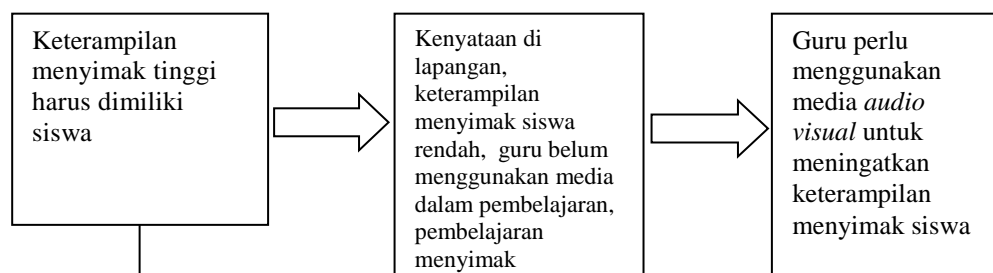 Keterampilan
menyimak tinggi
harus dimiliki
siswa
Kenyataan di
lapangan,
keterampilan
menyimak siswa
rendah, guru belum
menggunakan media
dalam pembelajaran,
pembelajaran
menyimak
Guru perlu
menggunakan
media audio
visual untuk
meningatkan
keterampilan
menyimak siswa